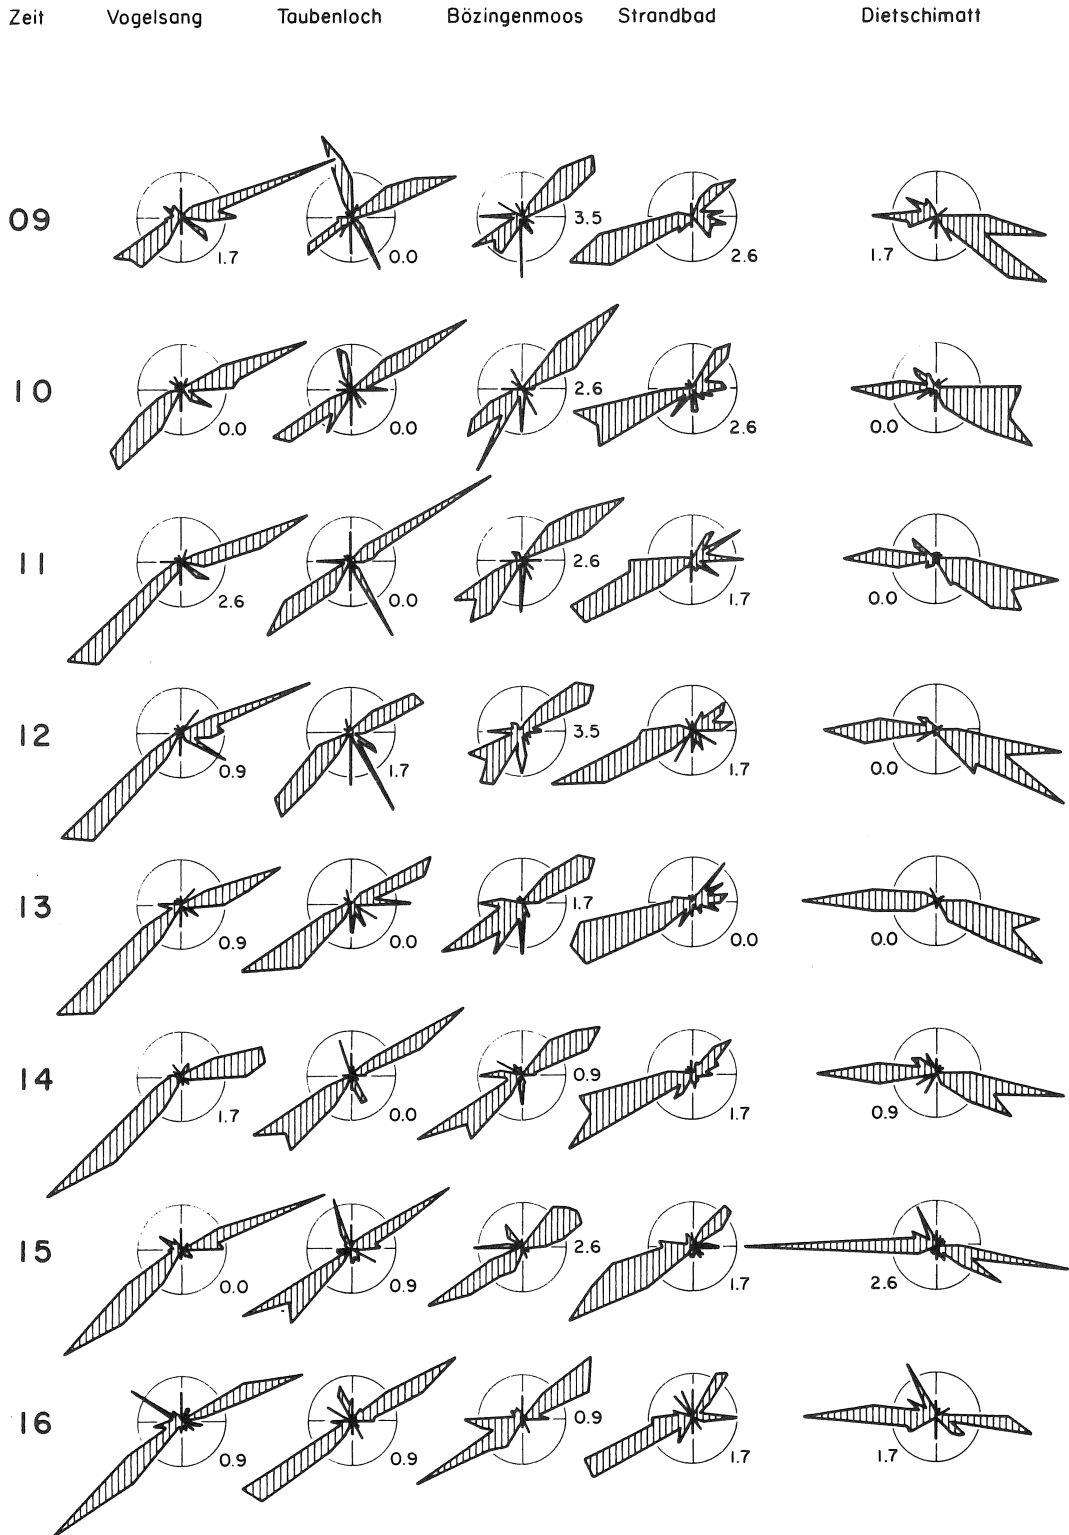 Zeit Vogelsang Taubenloch Bözingenmoos Strandbad Dietschimatt
09 1.7 0.0 3.5 2.6 1.7
10 0.0 0.0 2.6 2.6 0.0
11 2.6 0.0 2.6 1.7 0.0
12 0.9 1.7 3.5 1.7 0.0
13 0.9 0.0 1.7 0.0 0.0
14 1.7 0.0 0.9 1.7 0.9
15 0.0 0.9 2.6 1.7 2.6
16 0.9 0.9 0.9 1.7 1.7